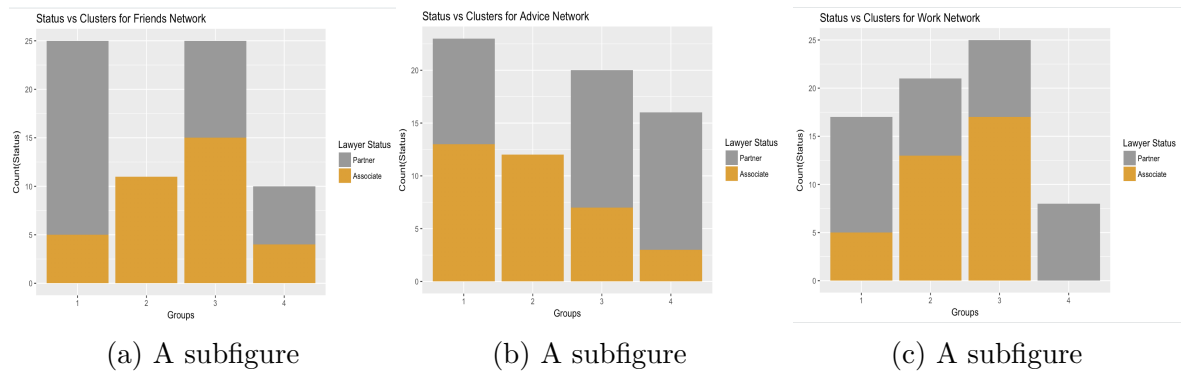 Status vs Clusters for Friends Network
Count(Status)
25
20
15
10
5
0
1 2 3 4
Groups
Lawyer Status
Partner
Associate
(a) A subfigure
Status vs Clusters for Advice Network
Count(Status)
20
15
10
5
0
1 2 3 4
Groups
Lawyer Status
Partner
Associate
(b) A subfigure
Status vs Clusters for Work Network
Count(Status)
25
20
15
10
5
0
1 2 3 4
Groups
Lawyer Status
Partner
Associate
(c) A subfigure